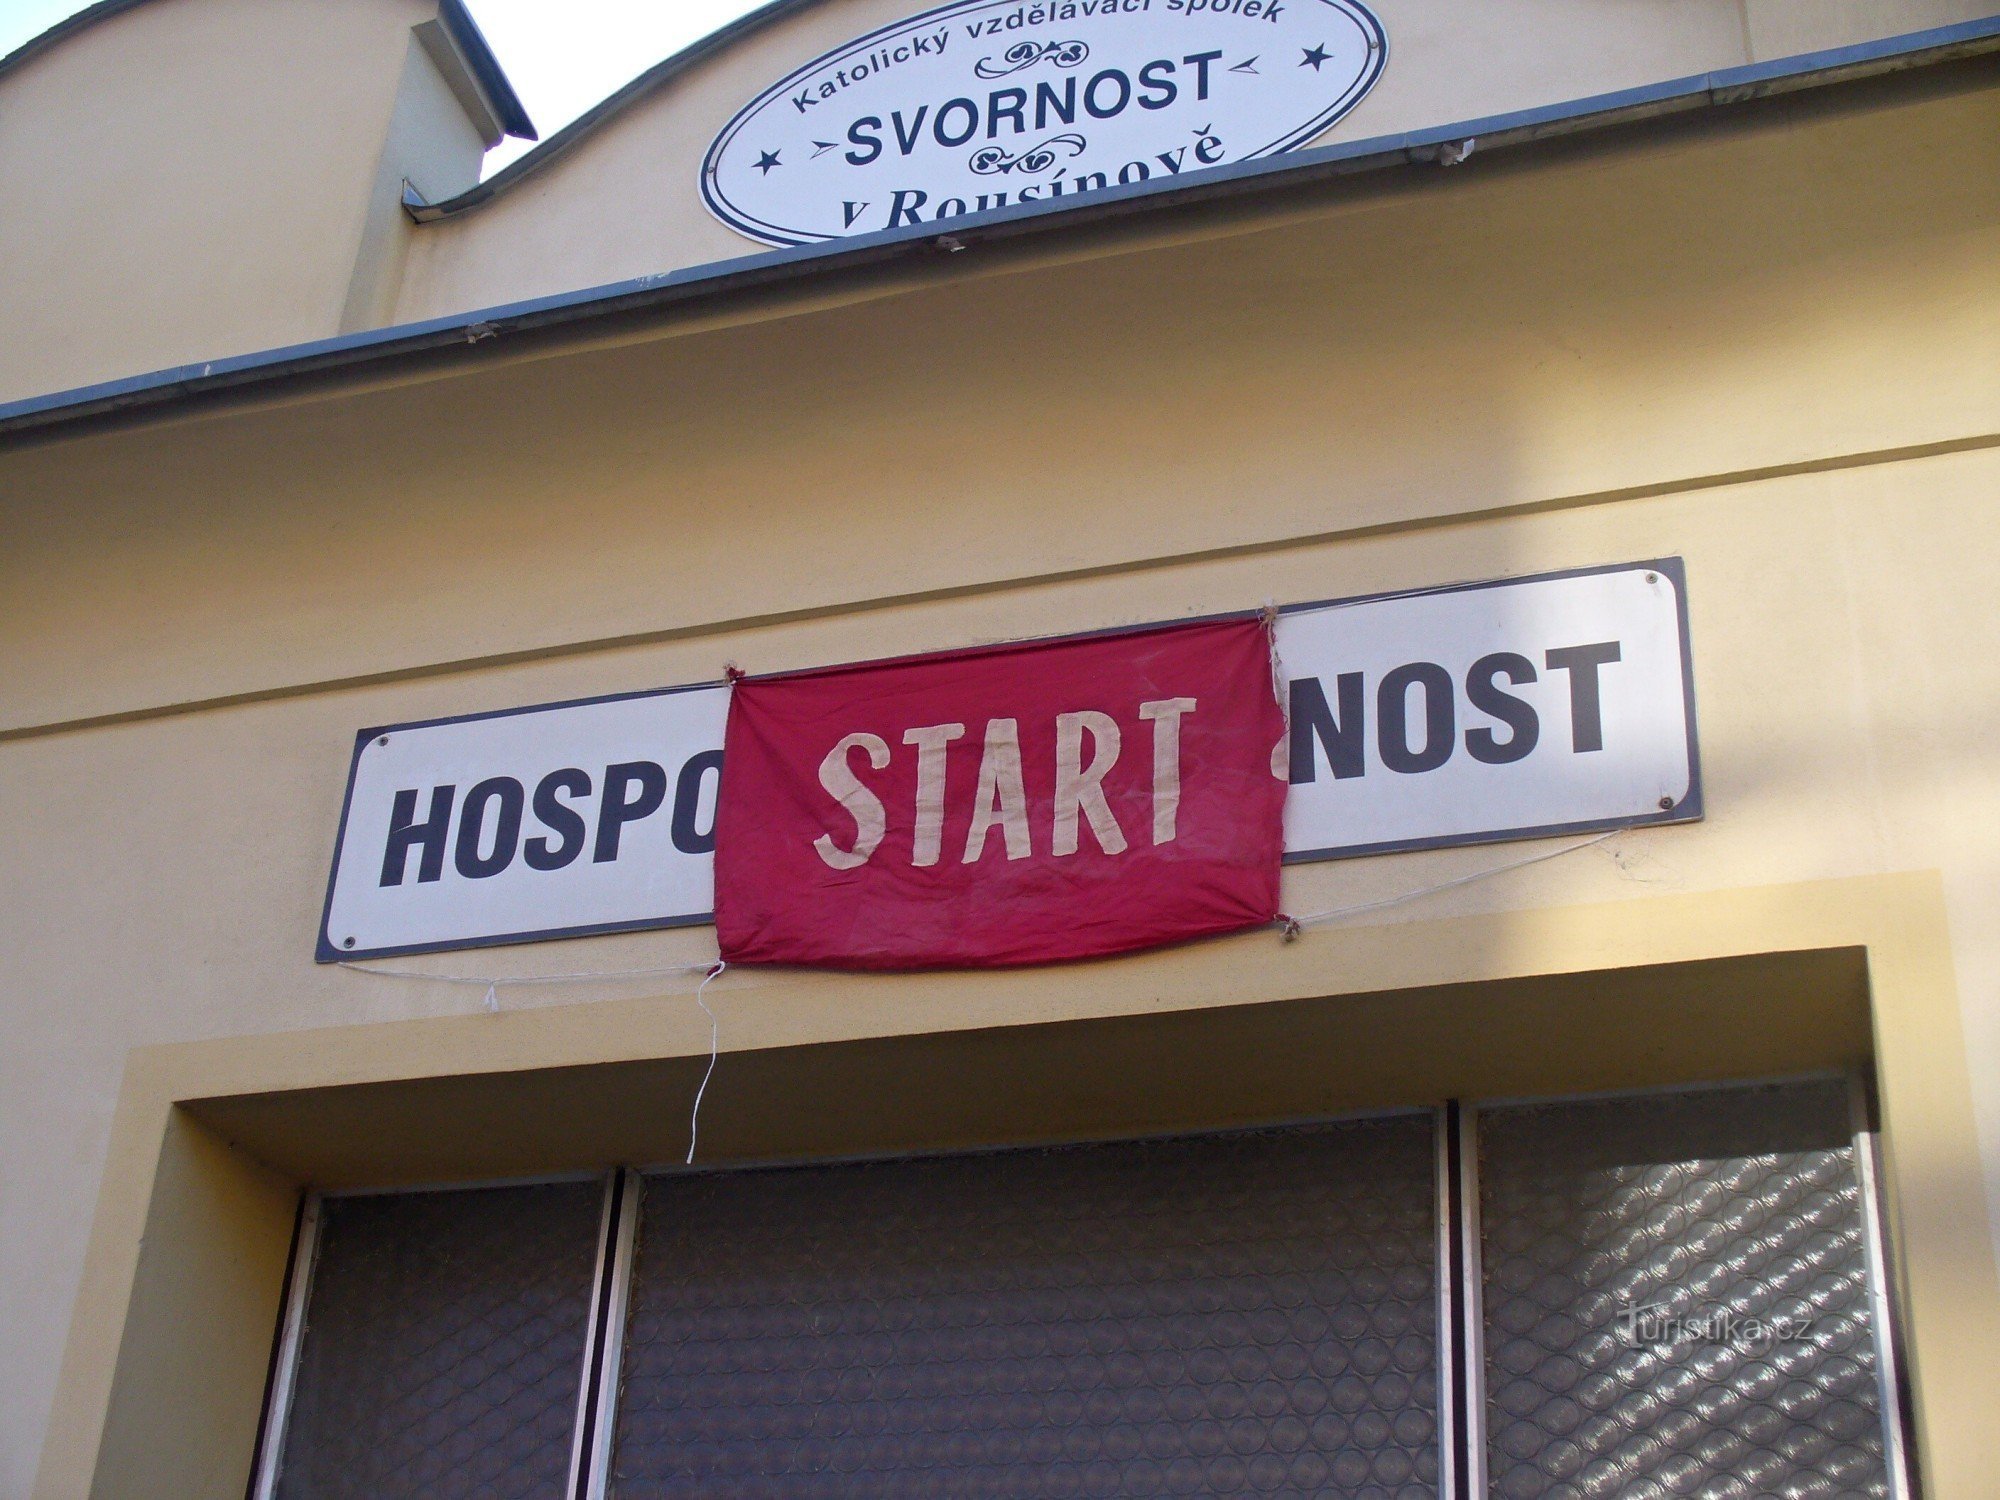 Katolický vzdělávací spolek
SVORNOST
v Rousínově
HOSPO
START
NOST
Turistika.cz